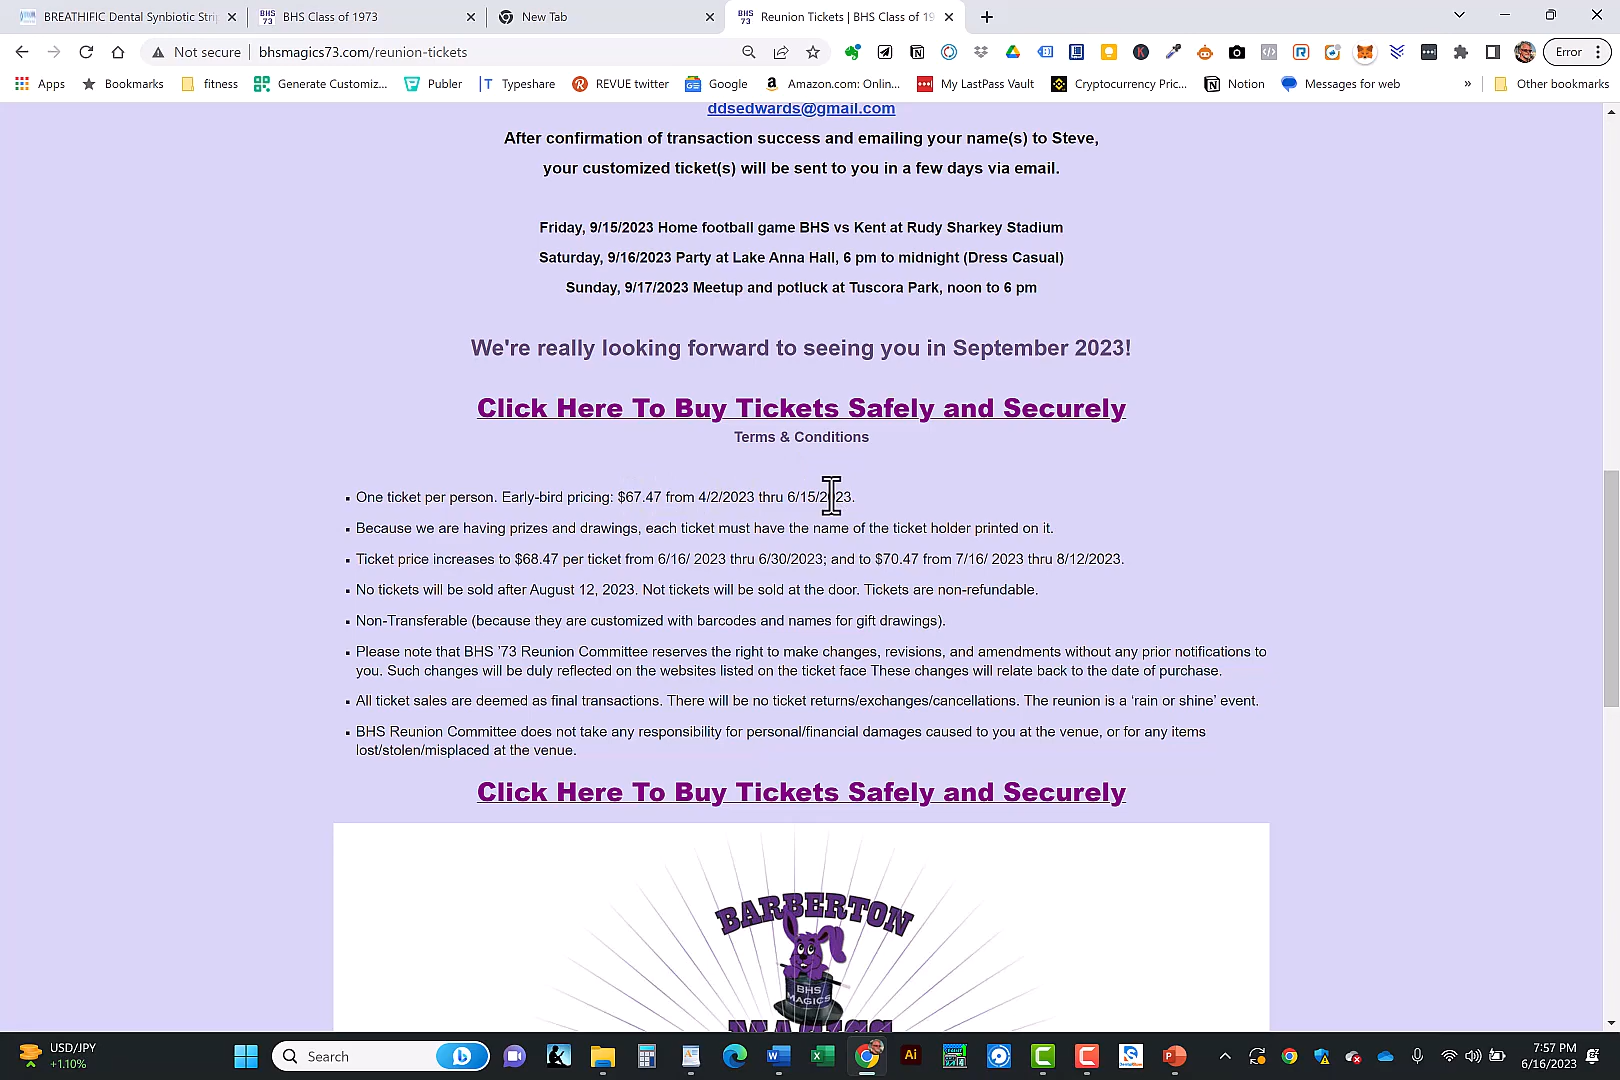 BREATHIFIC Dental Synbiotic Stri
BHS Class of 1973
New Tab
Reunion Tickets | BHS Class of 19
Not secure
bhsmagics73.com/reunion-tickets
Error
Apps
Bookmarks
fitness
Generate Customiz...
Publer
Typeshare
REVUE twitter
Google
Amazon.com: Onlin...
My LastPass Vault
Cryptocurrency Pric...
Notion
Messages for web
»
Other bookmarks
ddsedwards@gmail.com
After confirmation of transaction success and emailing your name(s) to Steve,
your customized ticket(s) will be sent to you in a few days via email.
Friday, 9/15/2023 Home football game BHS vs Kent at Rudy Sharkey Stadium
Saturday, 9/16/2023 Party at Lake Anna Hall, 6 pm to midnight (Dress Casual)
Sunday, 9/17/2023 Meetup and potluck at Tuscora Park, noon to 6 pm
We're really looking forward to seeing you in September 2023!
Click Here To Buy Tickets Safely and Securely
Terms & Conditions
▪ One ticket per person. Early-bird pricing: $67.47 from 4/2/2023 thru 6/15/2023.
▪ Because we are having prizes and drawings, each ticket must have the name of the ticket holder printed on it.
▪ Ticket price increases to $68.47 per ticket from 6/16/ 2023 thru 6/30/2023; and to $70.47 from 7/16/ 2023 thru 8/12/2023.
▪ No tickets will be sold after August 12, 2023. Not tickets will be sold at the door. Tickets are non-refundable.
▪ Non-Transferable (because they are customized with barcodes and names for gift drawings).
▪ Please note that BHS ’73 Reunion Committee reserves the right to make changes, revisions, and amendments without any prior notifications to
you. Such changes will be duly reflected on the websites listed on the ticket face These changes will relate back to the date of purchase.
▪ All ticket sales are deemed as final transactions. There will be no ticket returns/exchanges/cancellations. The reunion is a ‘rain or shine’ event.
▪ BHS Reunion Committee does not take any responsibility for personal/financial damages caused to you at the venue, or for any items
lost/stolen/misplaced at the venue.
Click Here To Buy Tickets Safely and Securely
BARBERTON
BHS
MAGICS
MAGICS
USD/JPY
+1.10%
Search
7:57 PM
6/16/2023